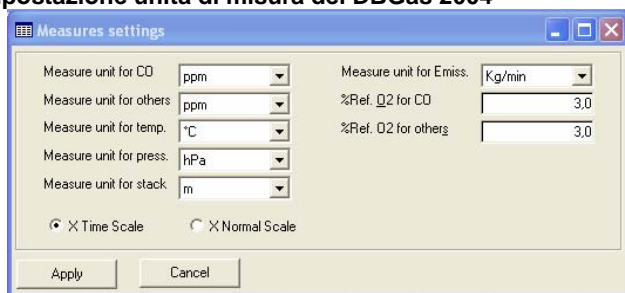 postazione unità di misura del DBGas 2004
Measures settings
Measure unit for CO ppm
Measure unit for others ppm
Measure unit for temp. °C
Measure unit for press. hPa
Measure unit for stack m
Measure unit for Emiss. Kg/min
%Ref. O2 for CO 3,0
%Ref. O2 for others 3,0
X Time Scale X Normal Scale
Apply Cancel